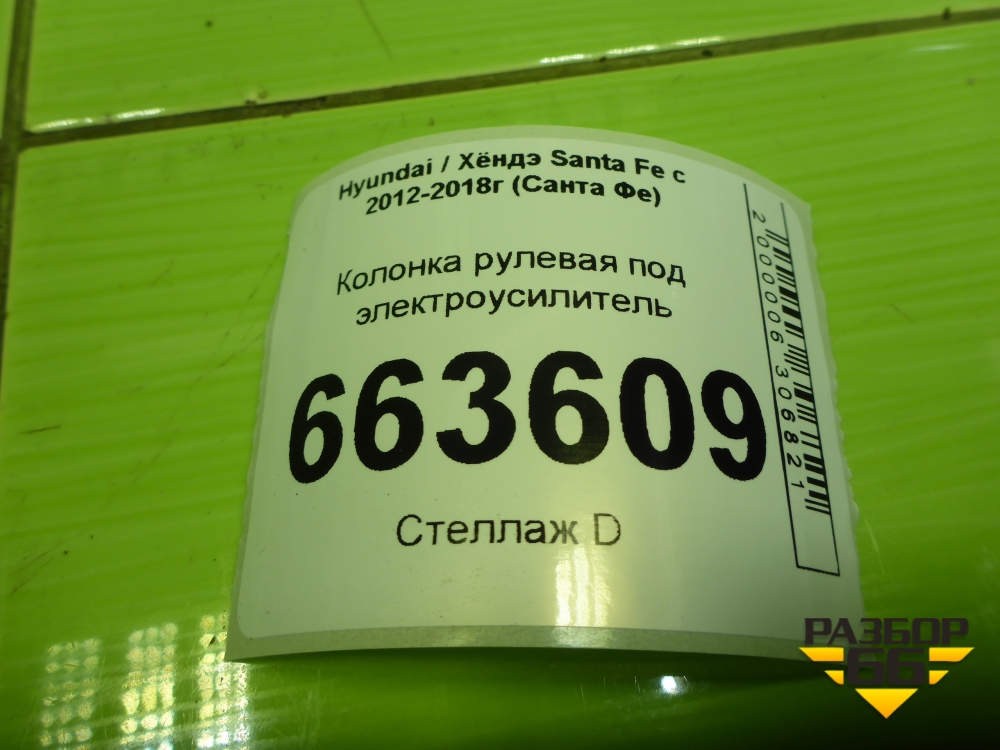 Hyundai / Хёндэ Santa Fe с
2012-2018г (Санта Фе)
Колонка рулевая под
электроусилитель
663609
Стеллаж D
2000006306821
РАЗБОР
66